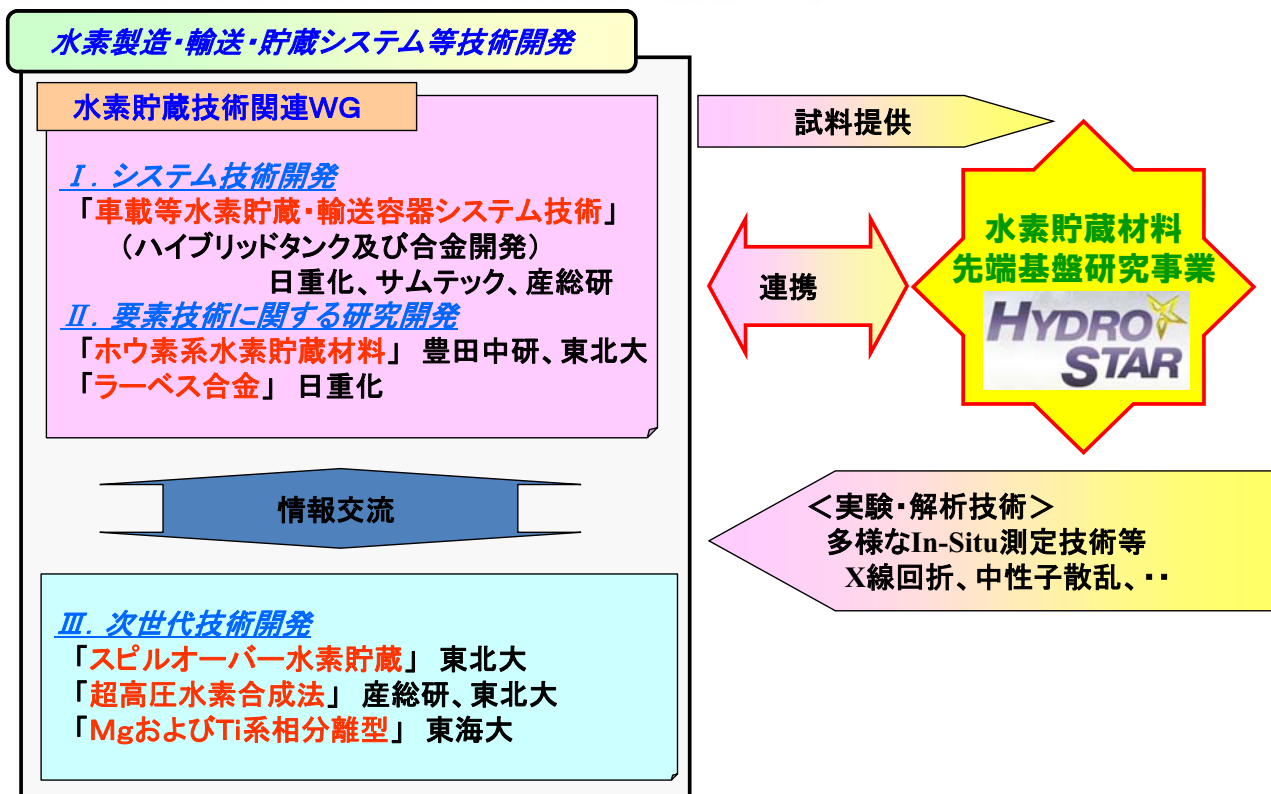 水素製造・輸送・貯蔵システム等技術開発
水素貯蔵技術関連WG
Ⅰ. システム技術開発
「車載等水素貯蔵・輸送容器システム技術」
（ハイブリッドタンク及び合金開発）
日重化、サムテック、産総研
Ⅱ. 要素技術に関する研究開発
「ホウ素系水素貯蔵材料」 豊田中研、東北大
「ラーベス合金」 日重化
情報交流
Ⅲ. 次世代技術開発
「スピルオーバー水素貯蔵」 東北大
「超高圧水素合成法」 産総研、東北大
「MgおよびTi系相分離型」 東海大
試料提供
連携
水素貯蔵材料
先端基盤研究事業
HYDRO
STAR
＜実験・解析技術＞
多様なIn-Situ測定技術等
X線回折、中性子散乱、・・